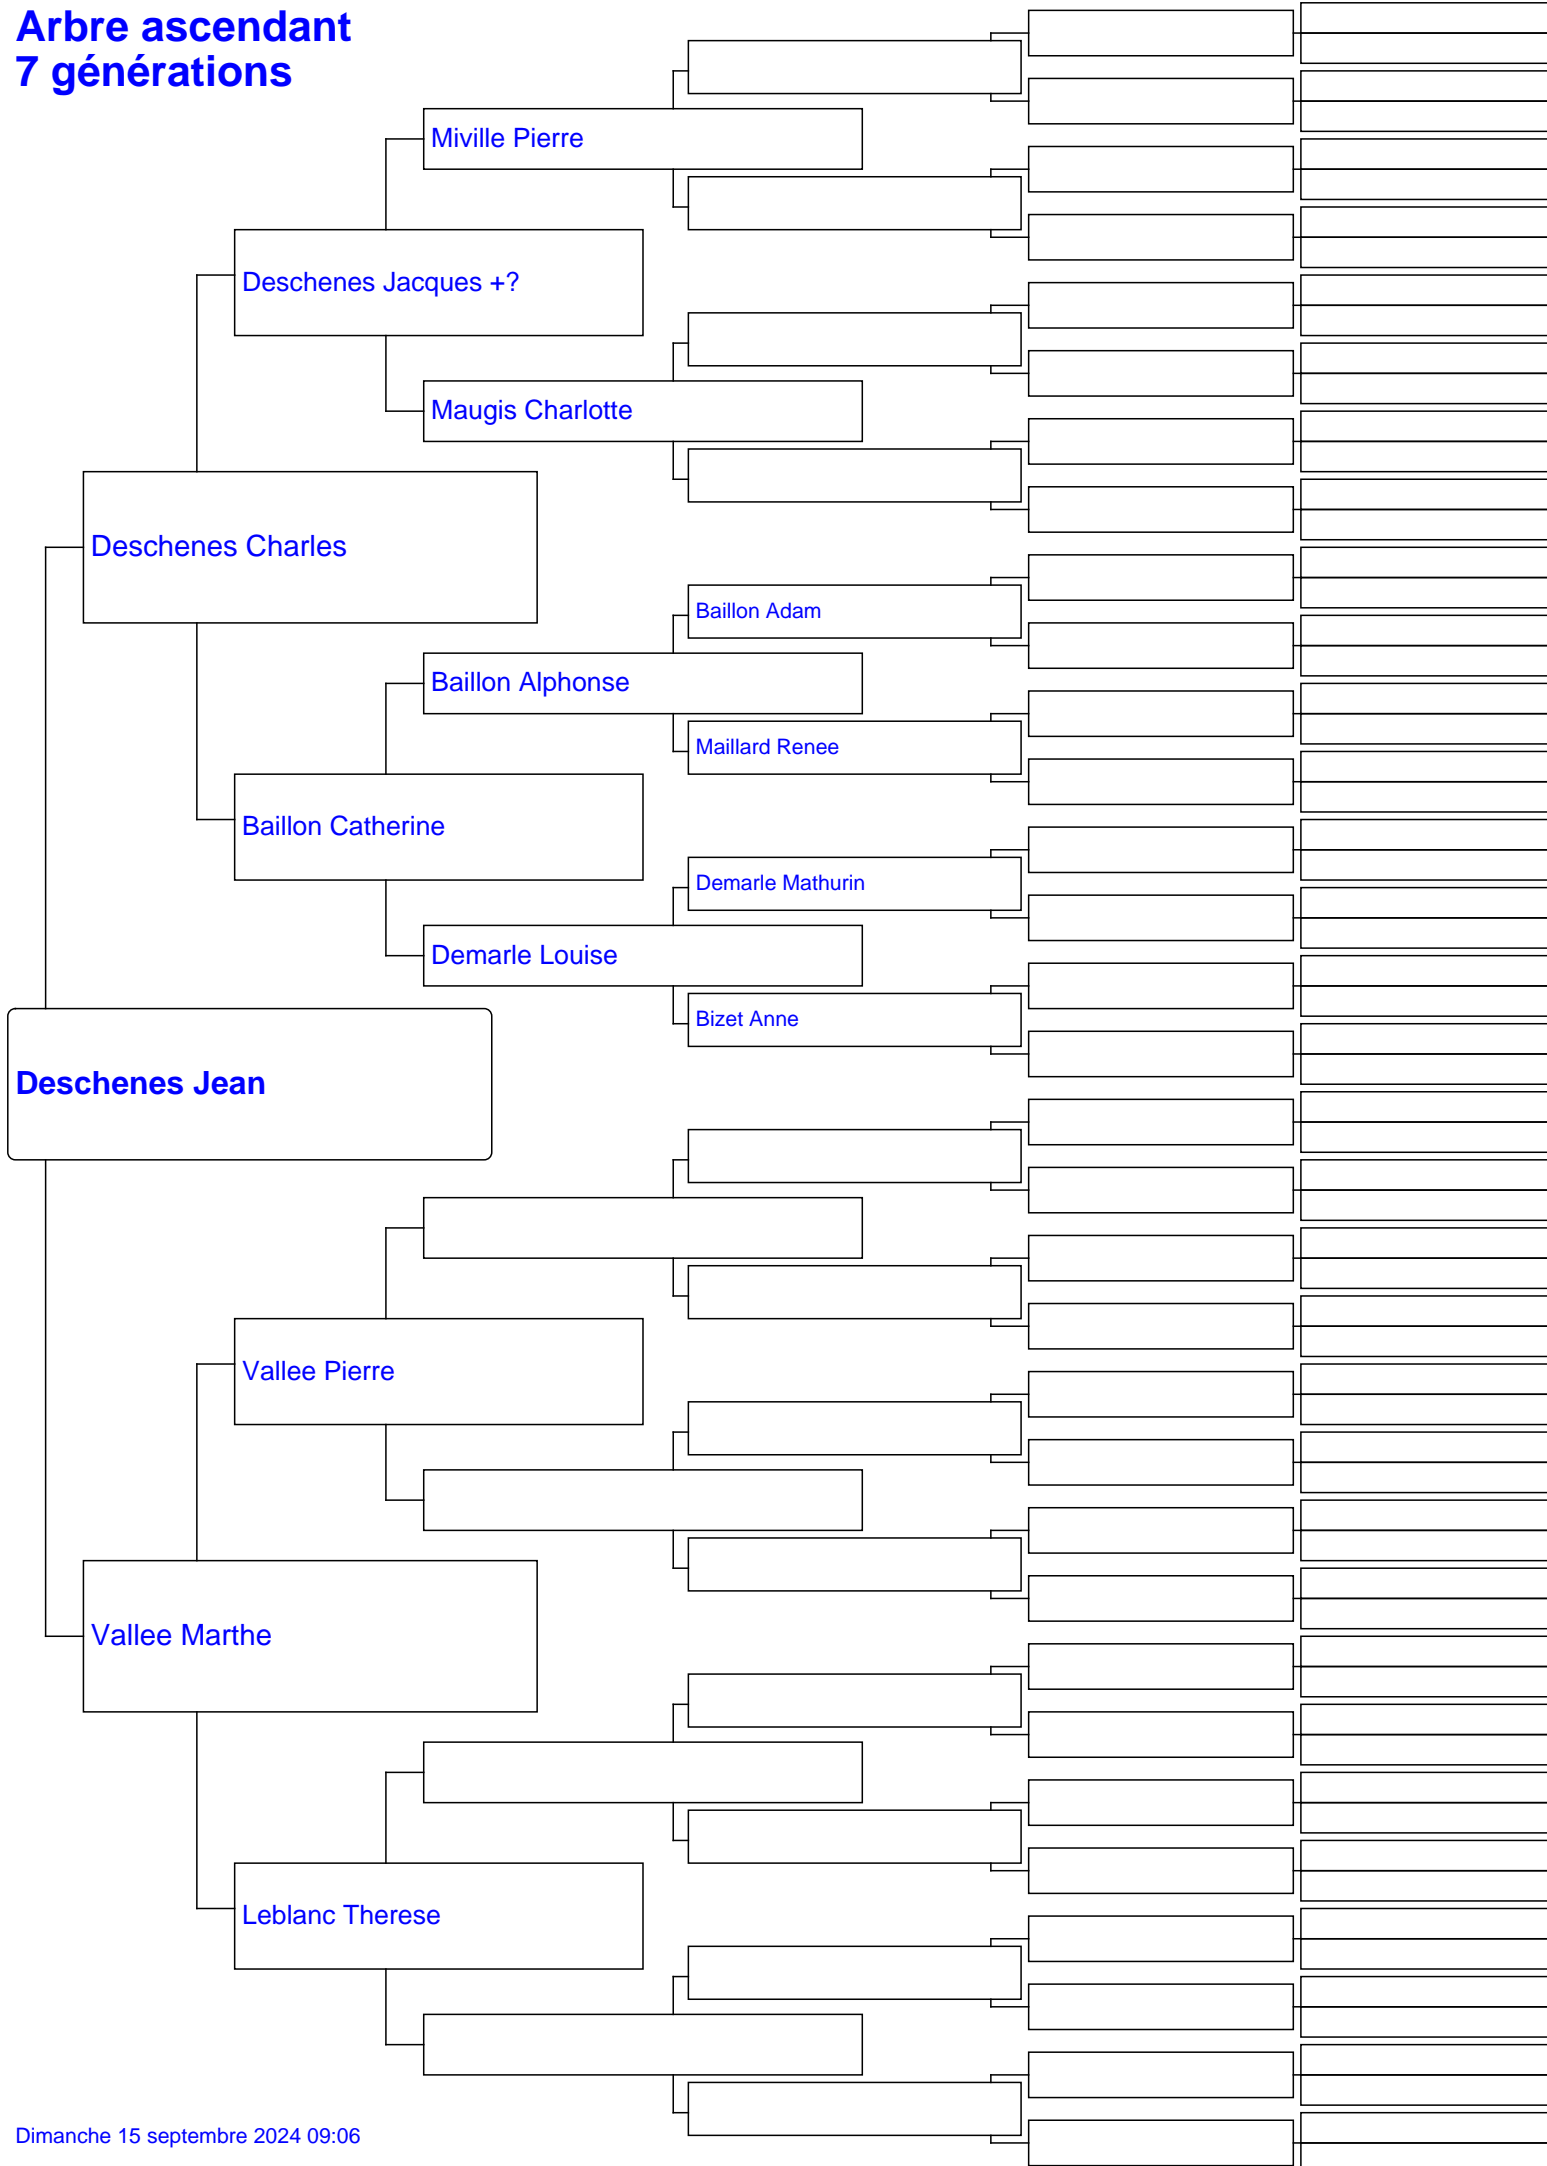 Arbre ascendant
7 générations
Miville Pierre
Deschenes Jacques +?
Maugis Charlotte
Deschenes Charles
Baillon Adam
Baillon Alphonse
Maillard Renee
Baillon Catherine
Demarle Mathurin
Demarle Louise
Bizet Anne
Deschenes Jean
Vallee Pierre
Vallee Marthe
Leblanc Therese
Dimanche 15 septembre 2024 09:06